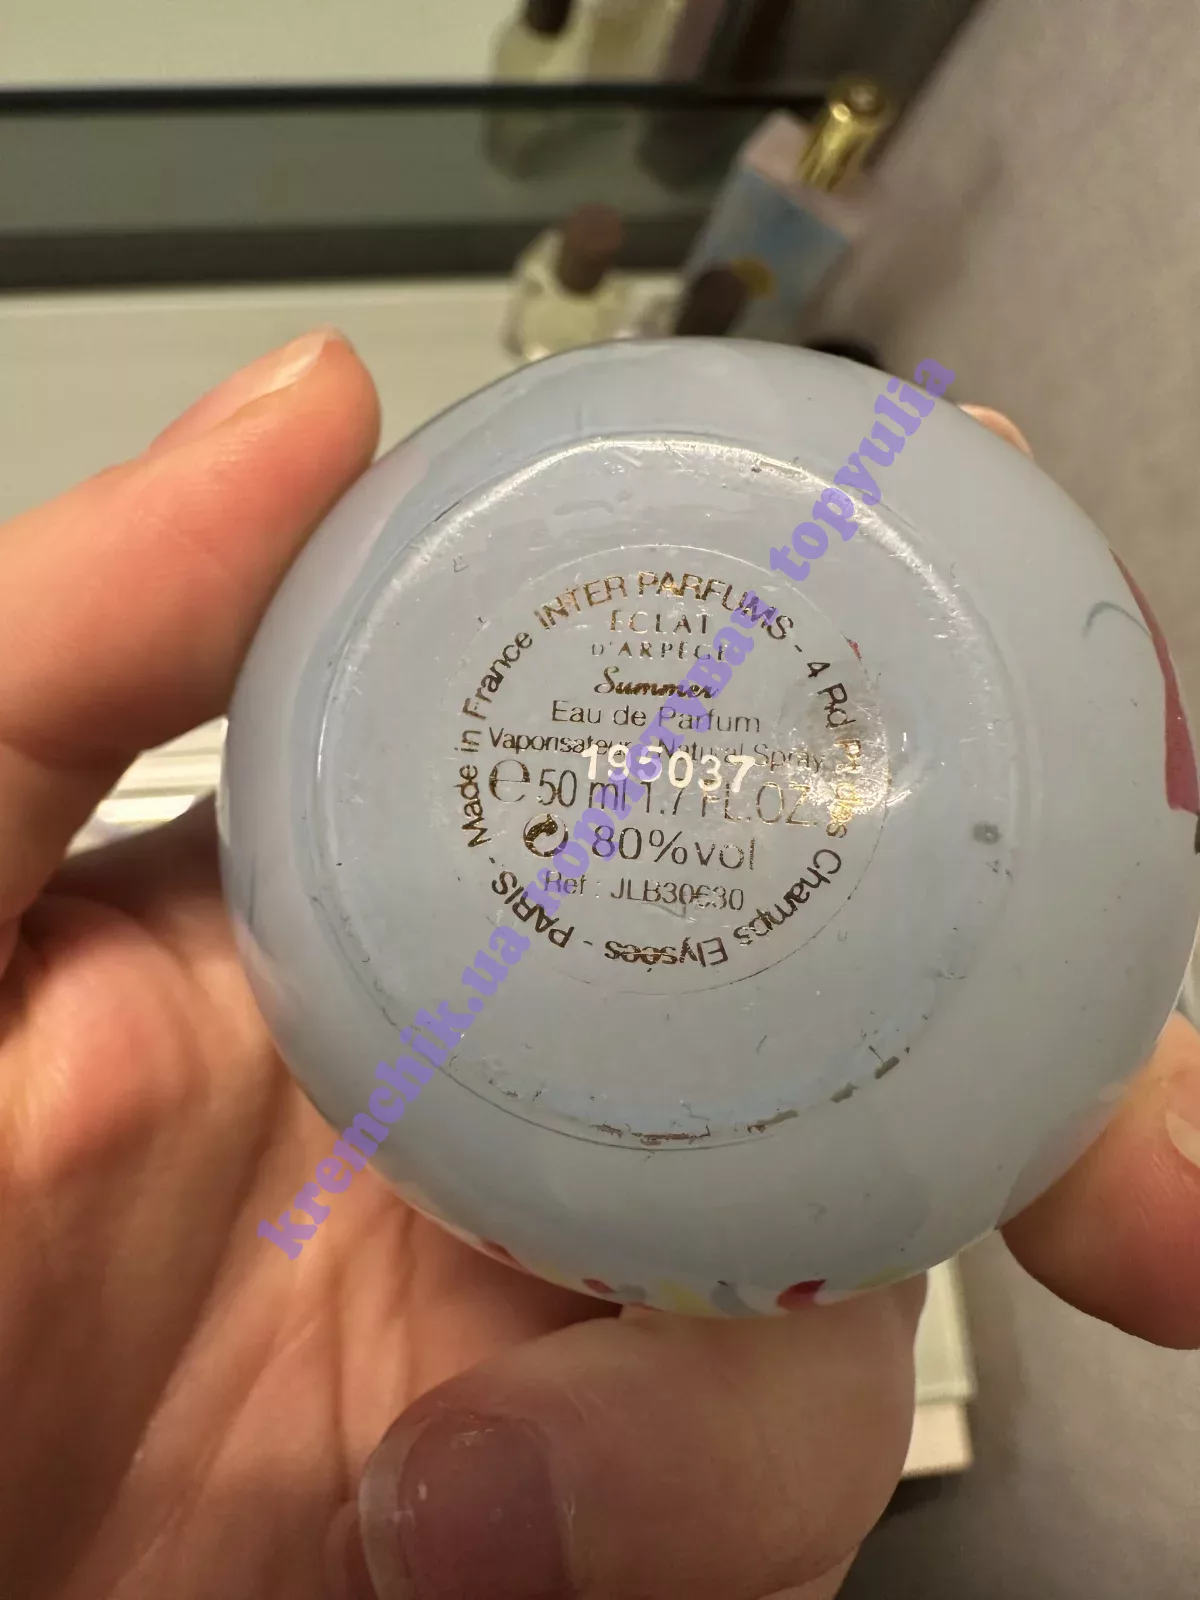 INTER PARFUMS - 4 Rd Pt des Champs Elysées - PARIS - Made in France
ECLAT
D'ARPÈGE
Summer
Eau de Parfum
Vaporisateur - Natural Spray
195037
e 50 ml 1.7 FL.OZ.
80%vol
Ref : JLB30630
kremchik.ua topyulia